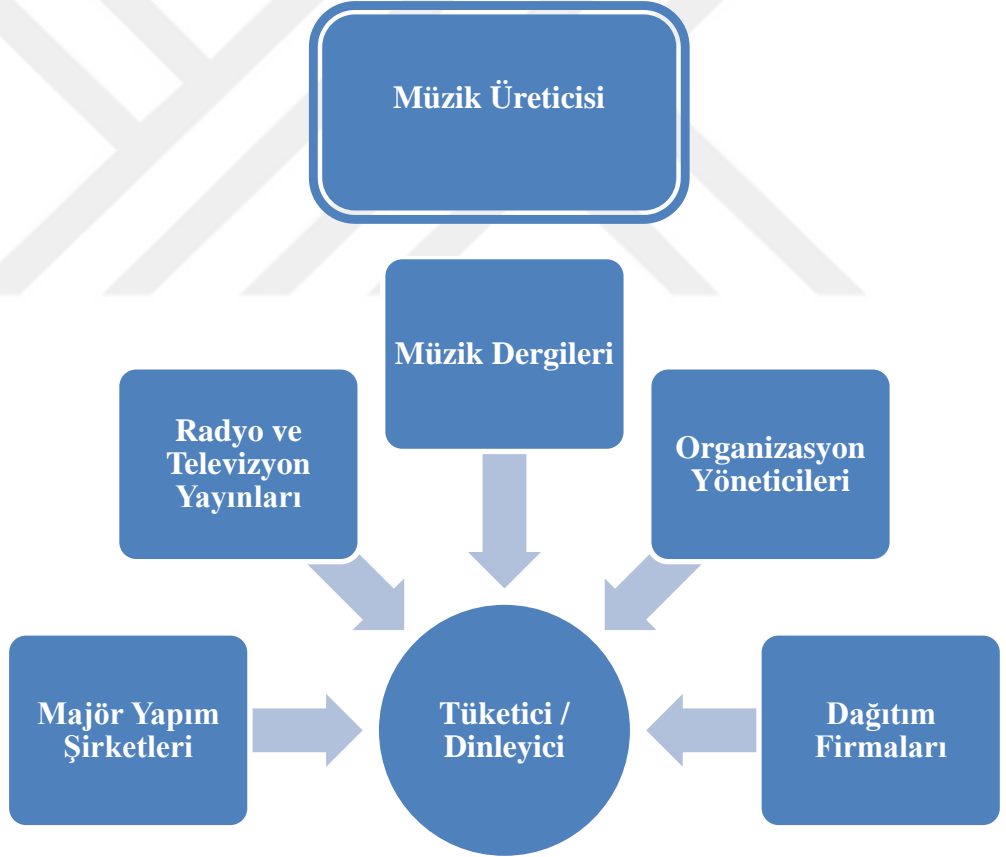 Müzik Üreticisi
Müzik Dergileri
Radyo ve
Televizyon
Yayınları
Organizasyon
Yöneticileri
Majör Yapım
Şirketleri
Tüketici /
Dinleyici
Dağıtım
Firmaları